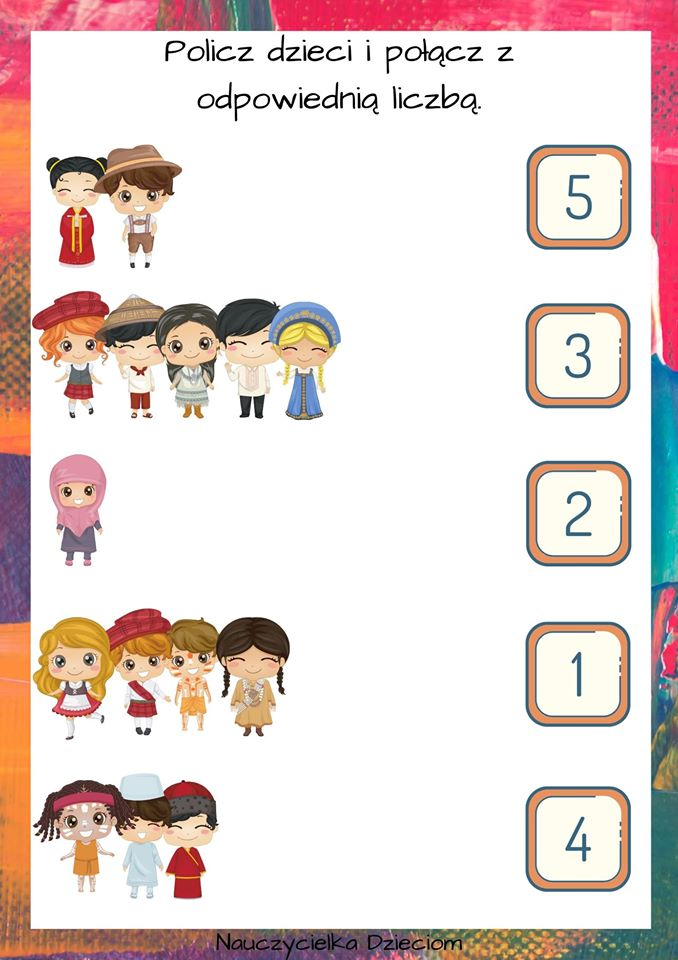 Policz dzieci i połącz z
odpowiednią liczbą.
5
3
2
1
4
Nauczycielka Dzieciom